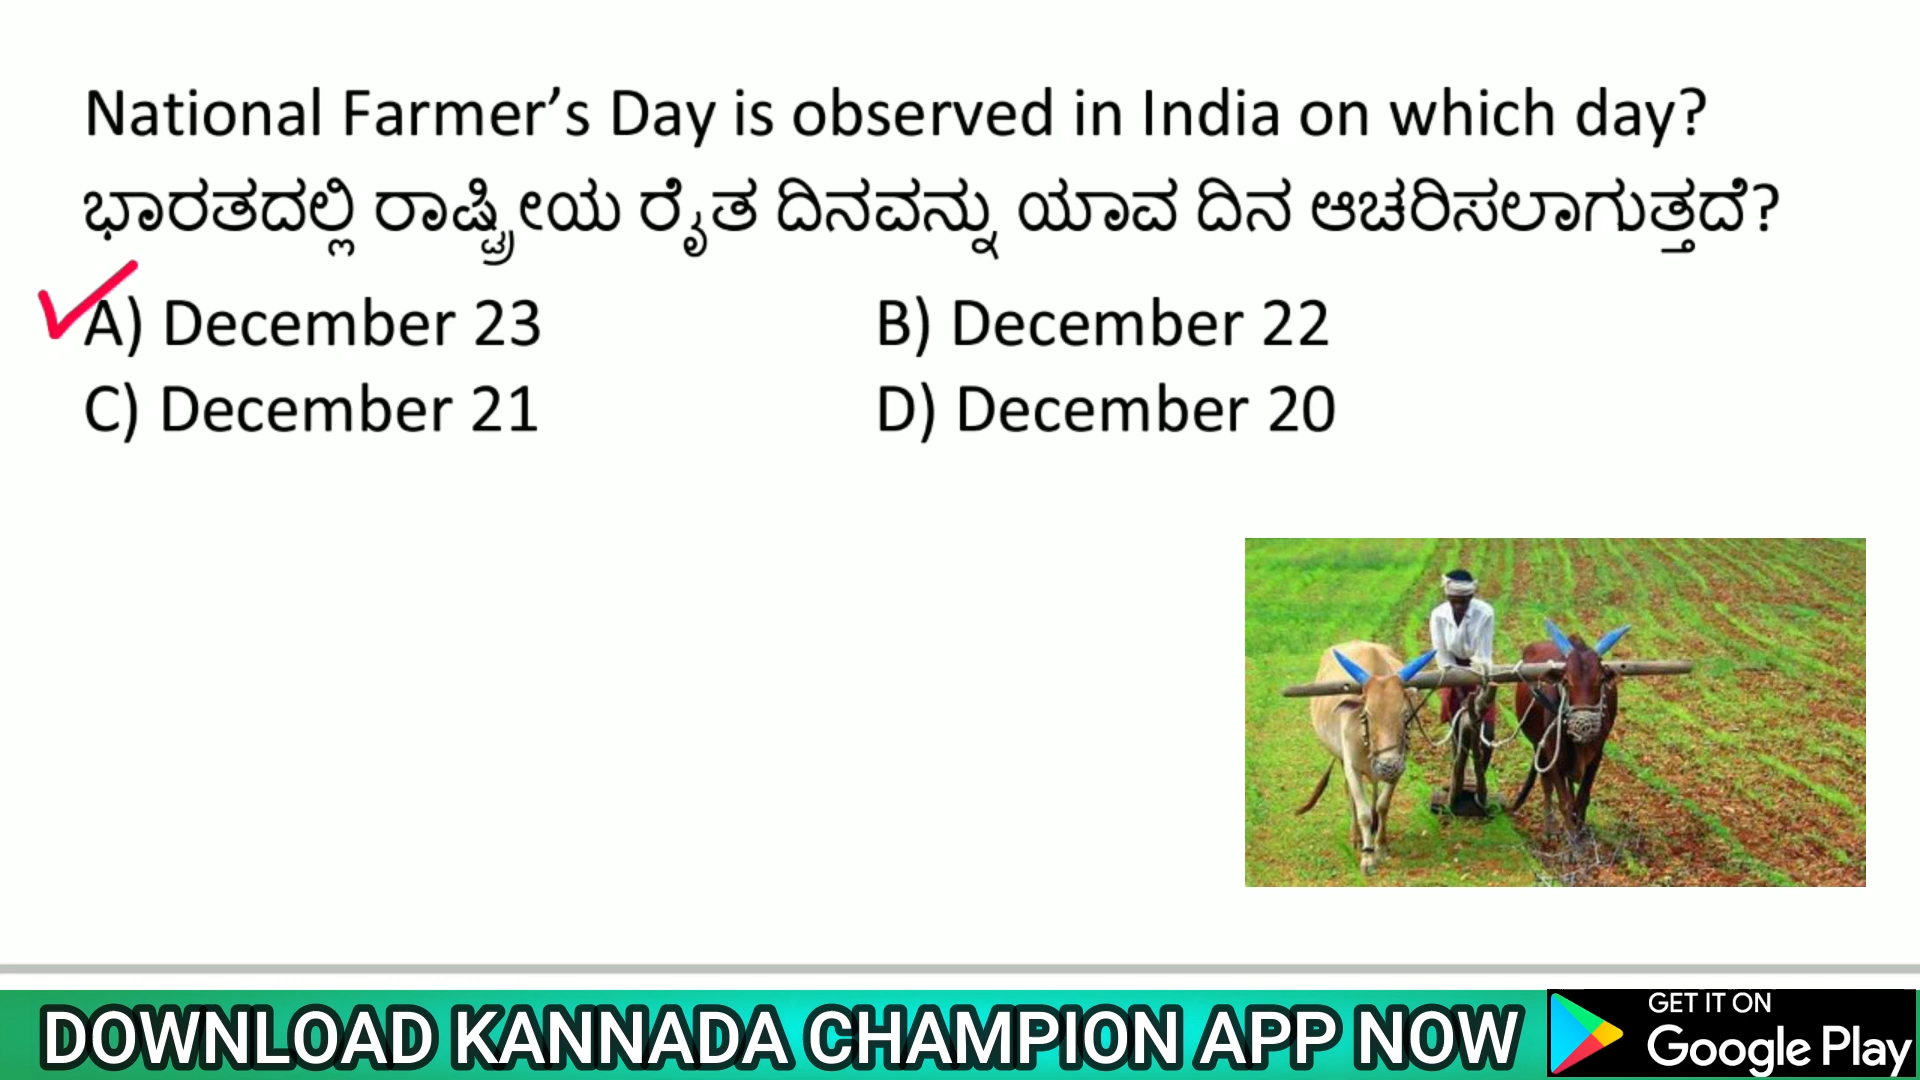 National Farmer’s Day is observed in India on which day?
ಭಾರತದಲ್ಲಿ ರಾಷ್ಟ್ರೀಯ ರೈತ ದಿನವನ್ನು ಯಾವ ದಿನ ಆಚರಿಸಲಾಗುತ್ತದೆ?
A) December 23 B) December 22
C) December 21 D) December 20
DOWNLOAD KANNADA CHAMPION APP NOW
GET IT ON
Google Play